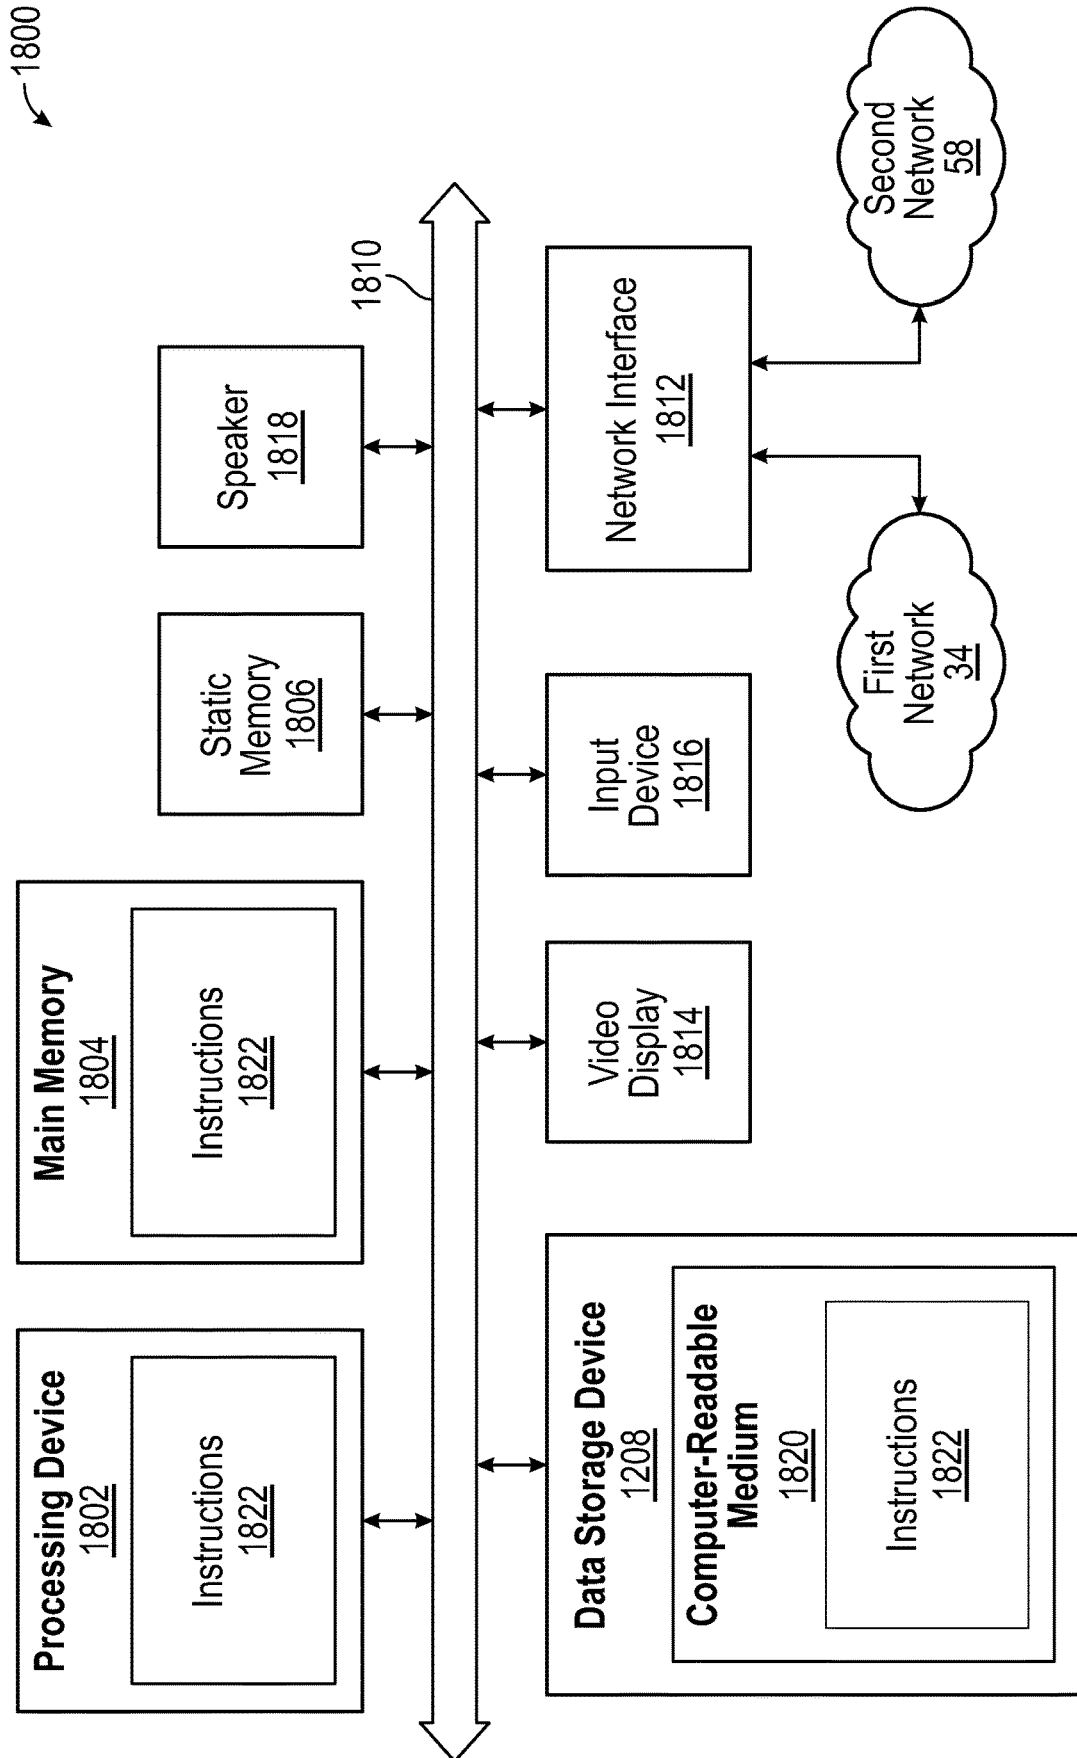 1800
Processing Device
1802
Instructions
1822
Main Memory
1804
Instructions
1822
Static
Memory
1806
Speaker
1818
1810
Data Storage Device
1208
Computer-Readable
Medium
1820
Instructions
1822
Video
Display
1814
Input
Device
1816
Network Interface
1812
First
Network
34
Second
Network
58